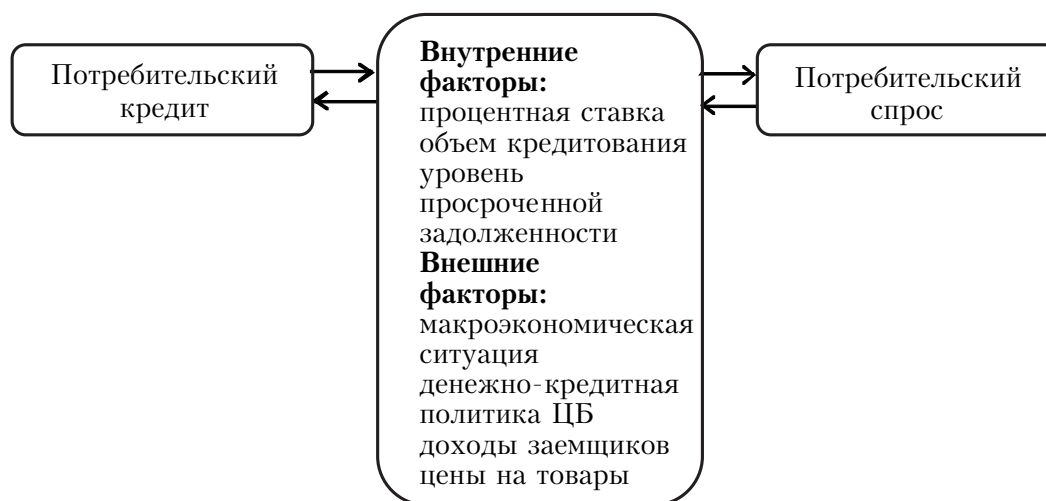 Потребительский
кредит
Внутренние
факторы:
процентная ставка
объем кредитования
уровень
просроченной
задолженности
Внешние
факторы:
макроэкономическая
ситуация
денежно-кредитная
политика ЦБ
доходы заемщиков
цены на товары
Потребительский
спрос